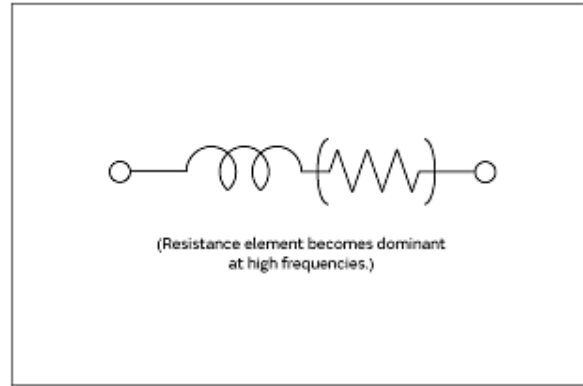 (Resistance element becomes dominant
at high frequencies.)